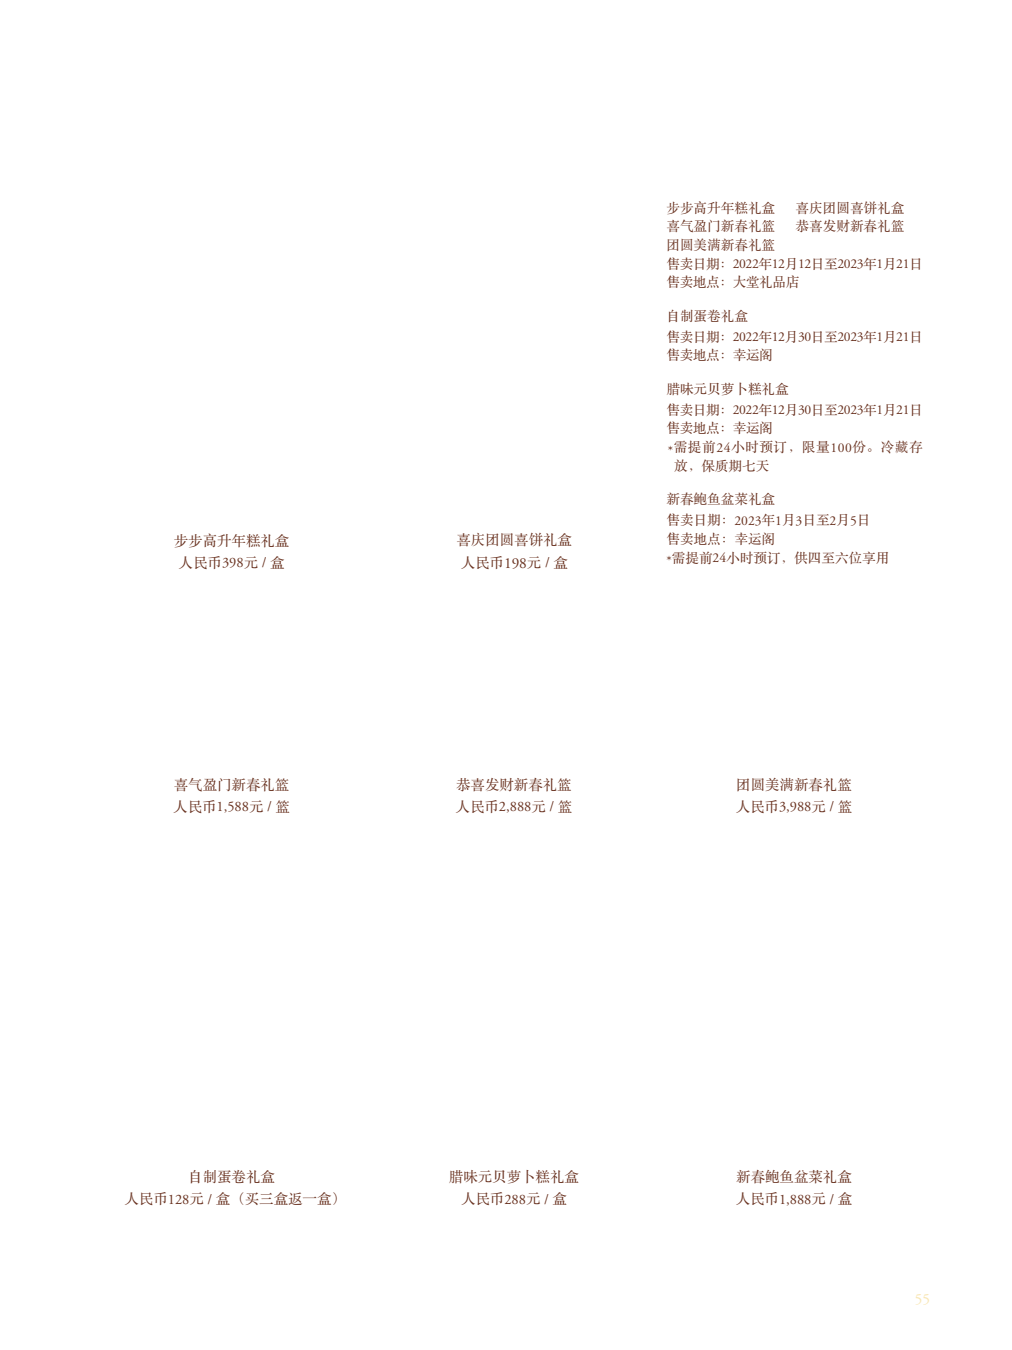 步步高升年糕礼盒 喜庆团圆喜饼礼盒
喜气盈门新春礼篮 恭喜发财新春礼篮
团圆美满新春礼篮
售卖日期：2022年12月12日至2023年1月21日
售卖地点：大堂礼品店
自制蛋卷礼盒
售卖日期：2022年12月30日至2023年1月21日
售卖地点：幸运阁
腊味元贝萝卜糕礼盒
售卖日期：2022年12月30日至2023年1月21日
售卖地点：幸运阁
*需提前24小时预订，限量100份。冷藏存
放，保质期七天
新春鲍鱼盆菜礼盒
售卖日期：2023年1月3日至2月5日
售卖地点：幸运阁
*需提前24小时预订，供四至六位享用
步步高升年糕礼盒
人民币398元 / 盒
喜庆团圆喜饼礼盒
人民币198元 / 盒
喜气盈门新春礼篮
人民币1,588元 / 篮
恭喜发财新春礼篮
人民币2,888元 / 篮
团圆美满新春礼篮
人民币3,988元 / 篮
自制蛋卷礼盒
人民币128元 / 盒（买三盒返一盒）
腊味元贝萝卜糕礼盒
人民币288元 / 盒
新春鲍鱼盆菜礼盒
人民币1,888元 / 盒
55